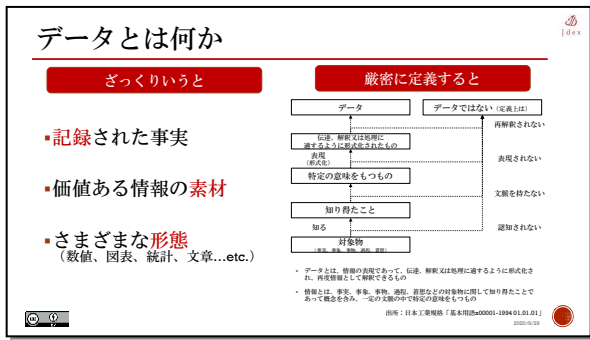 データとは何か
Jdex
ざっくりいうと
▪記録された事実
▪価値ある情報の素材
▪さまざまな形態
（数値、図表、統計、文章…etc.）
厳密に定義すると
データ
データではない（定義上は）
再解釈されない
伝達、解釈又は処理に
適するように形式化されたもの
表現
（形式化）
表現されない
特定の意味をもつもの
文脈を持たない
知り得たこと
知る
認知されない
対象物
（事実、事象、事物、過程、着想）
• データとは、情報の表現であって、伝達、解釈又は処理に適するように形式化さ
れ、再度情報として解釈できるもの
• 情報とは、事実、事象、事物、過程、着想などの対象物に関して知り得たことで
あって概念を含み、一定の文脈の中で特定の意味をもつもの
出所：日本工業規格「基本用語x00001-1994 01.01.01」
2020/6/29
cc
BY